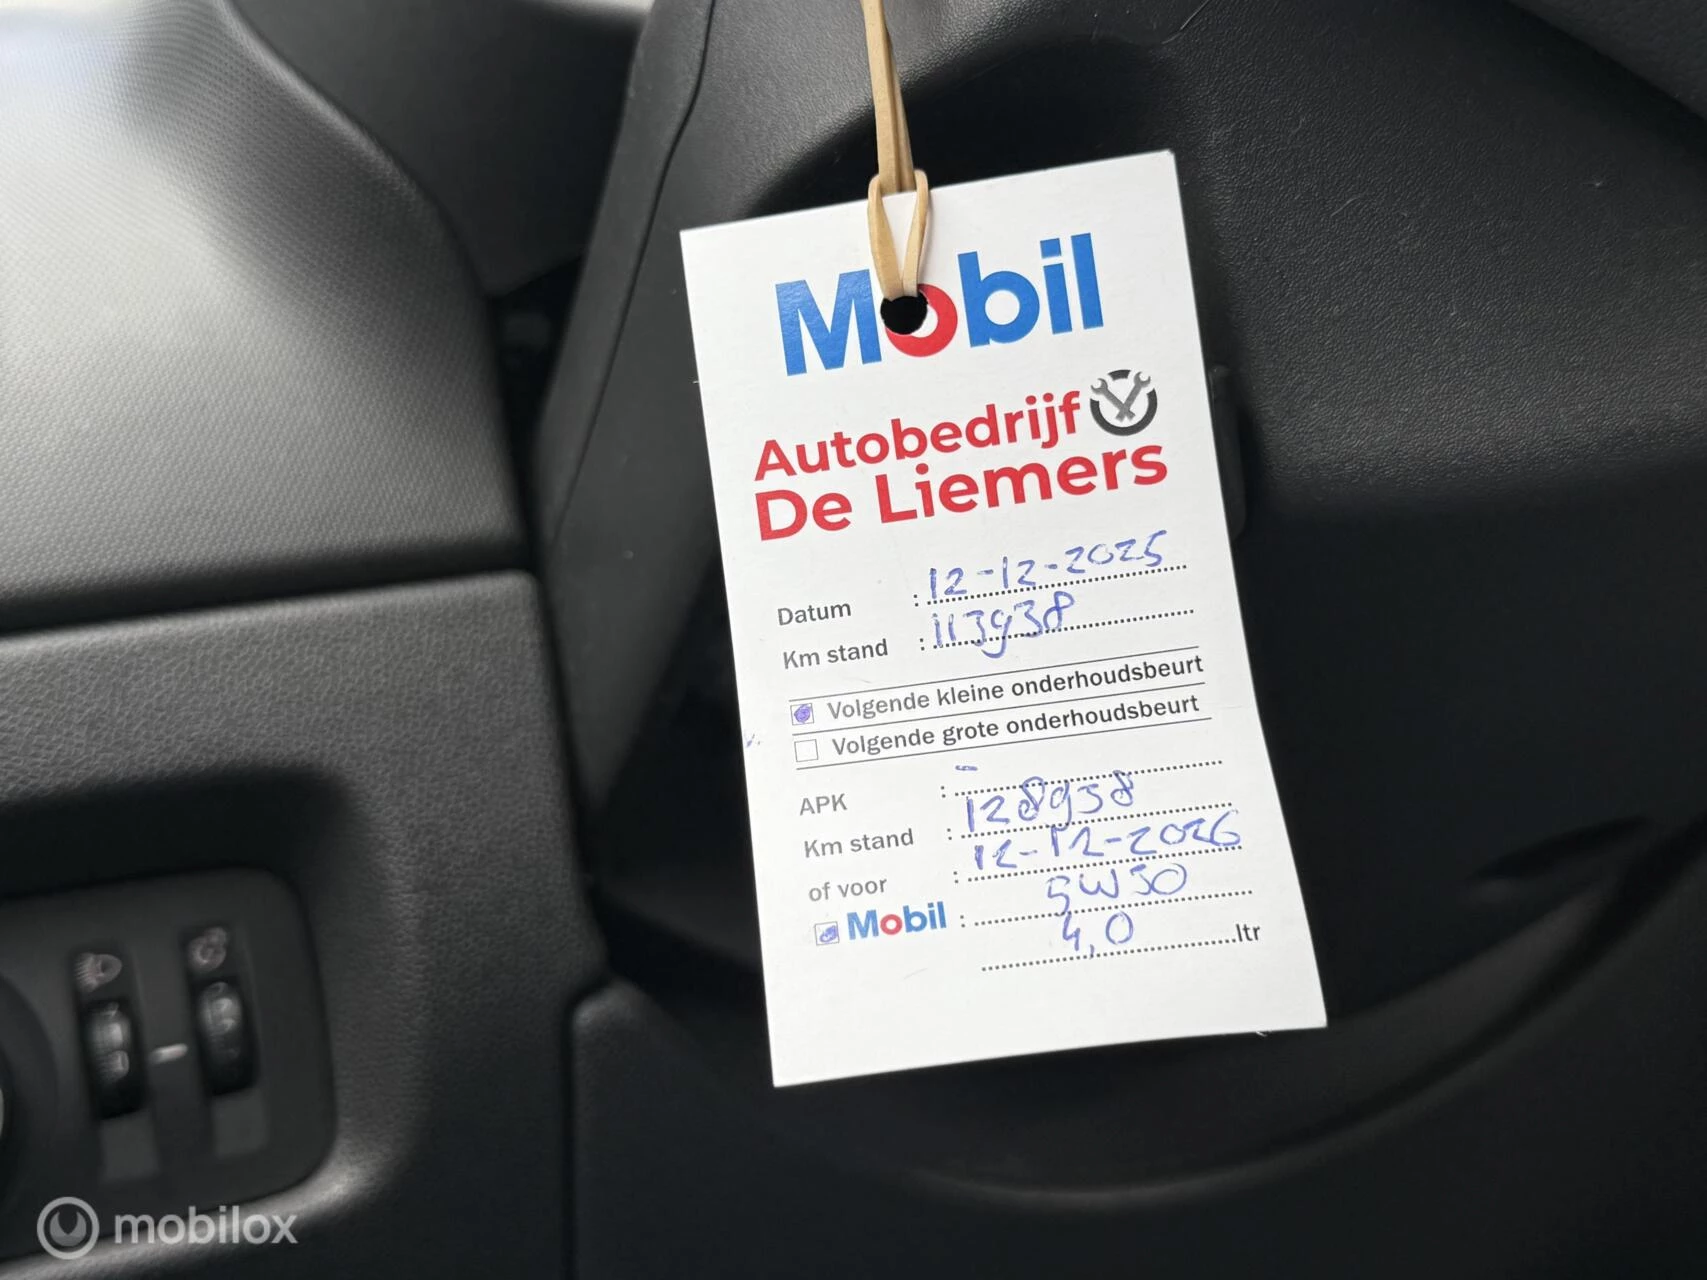 Mobil
Autobedrijf
De Liemers
Datum : 12-12-2025
Km stand : 113938
Volgende kleine onderhoudsbeurt
Volgende grote onderhoudsbeurt
APK : -
Km stand : 128938
of voor : 12-12-2026
Mobil : 5W30
4,0 ltr
mobilox